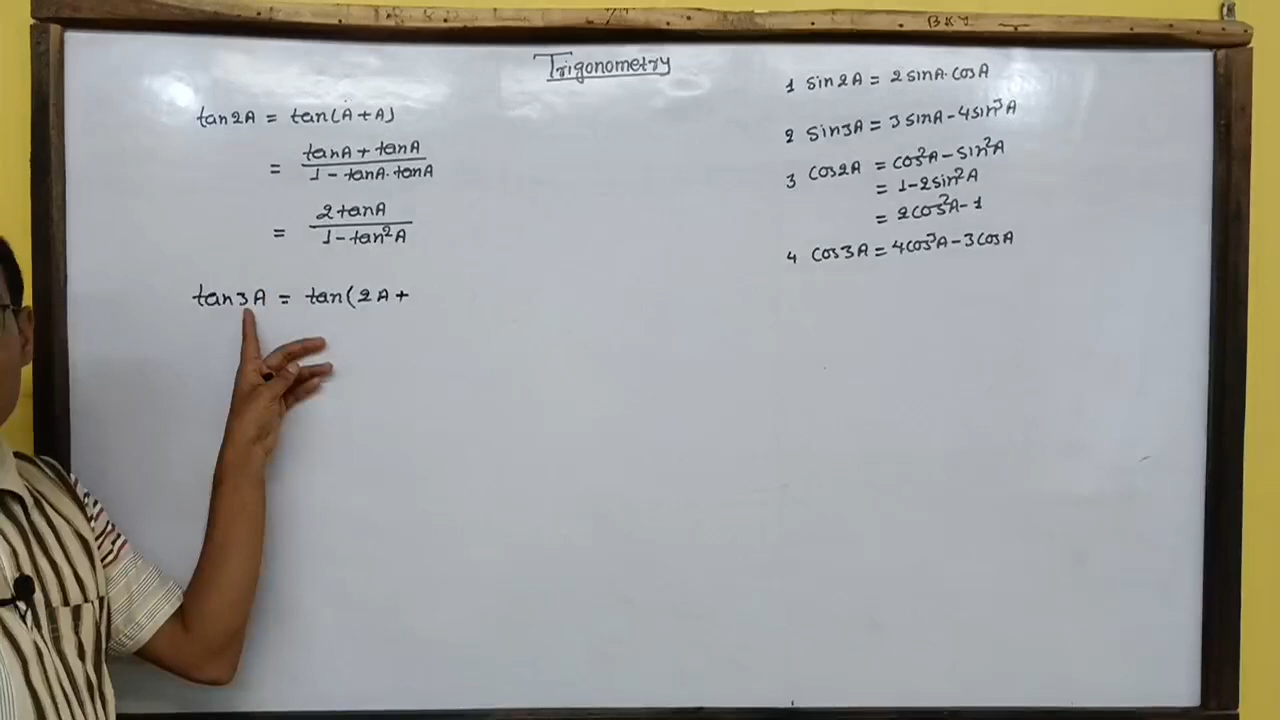 BKY
Trigonometry
tan2A = tan(A+A)
= tanA + tanA / 1 - tanA.tanA
= 2tanA / 1-tan²A
tan3A = tan(2A+
1 sin2A = 2sinA.cosA
2 sin3A = 3sinA-4sin³A
3 cos2A = cos²A-sin²A
= 1-2sin²A
= 2cos²A-1
4 cos3A = 4cos³A-3cosA